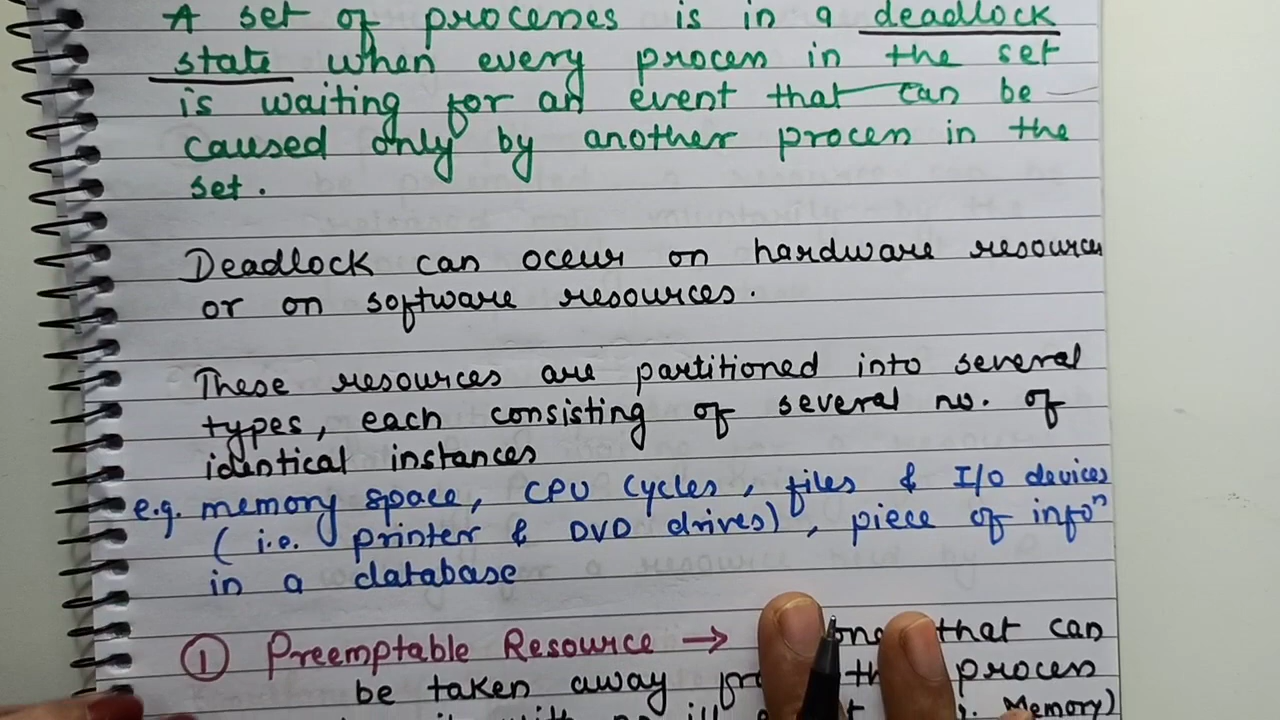 A set of processes is in a deadlock
state when every process in the set
is waiting for an event that can be
caused only by another process in the
set.
Deadlock can occur on hardware resources
or on software resources.
These resources are partitioned into several
types, each consisting of several no. of
identical instances
e.g. memory space, CPU cycles, files & I/O devices
(i.e. printer & DVD drives), piece of infoⁿ
in a database
① Preemptable Resource → one that can
be taken away the process
Memory)